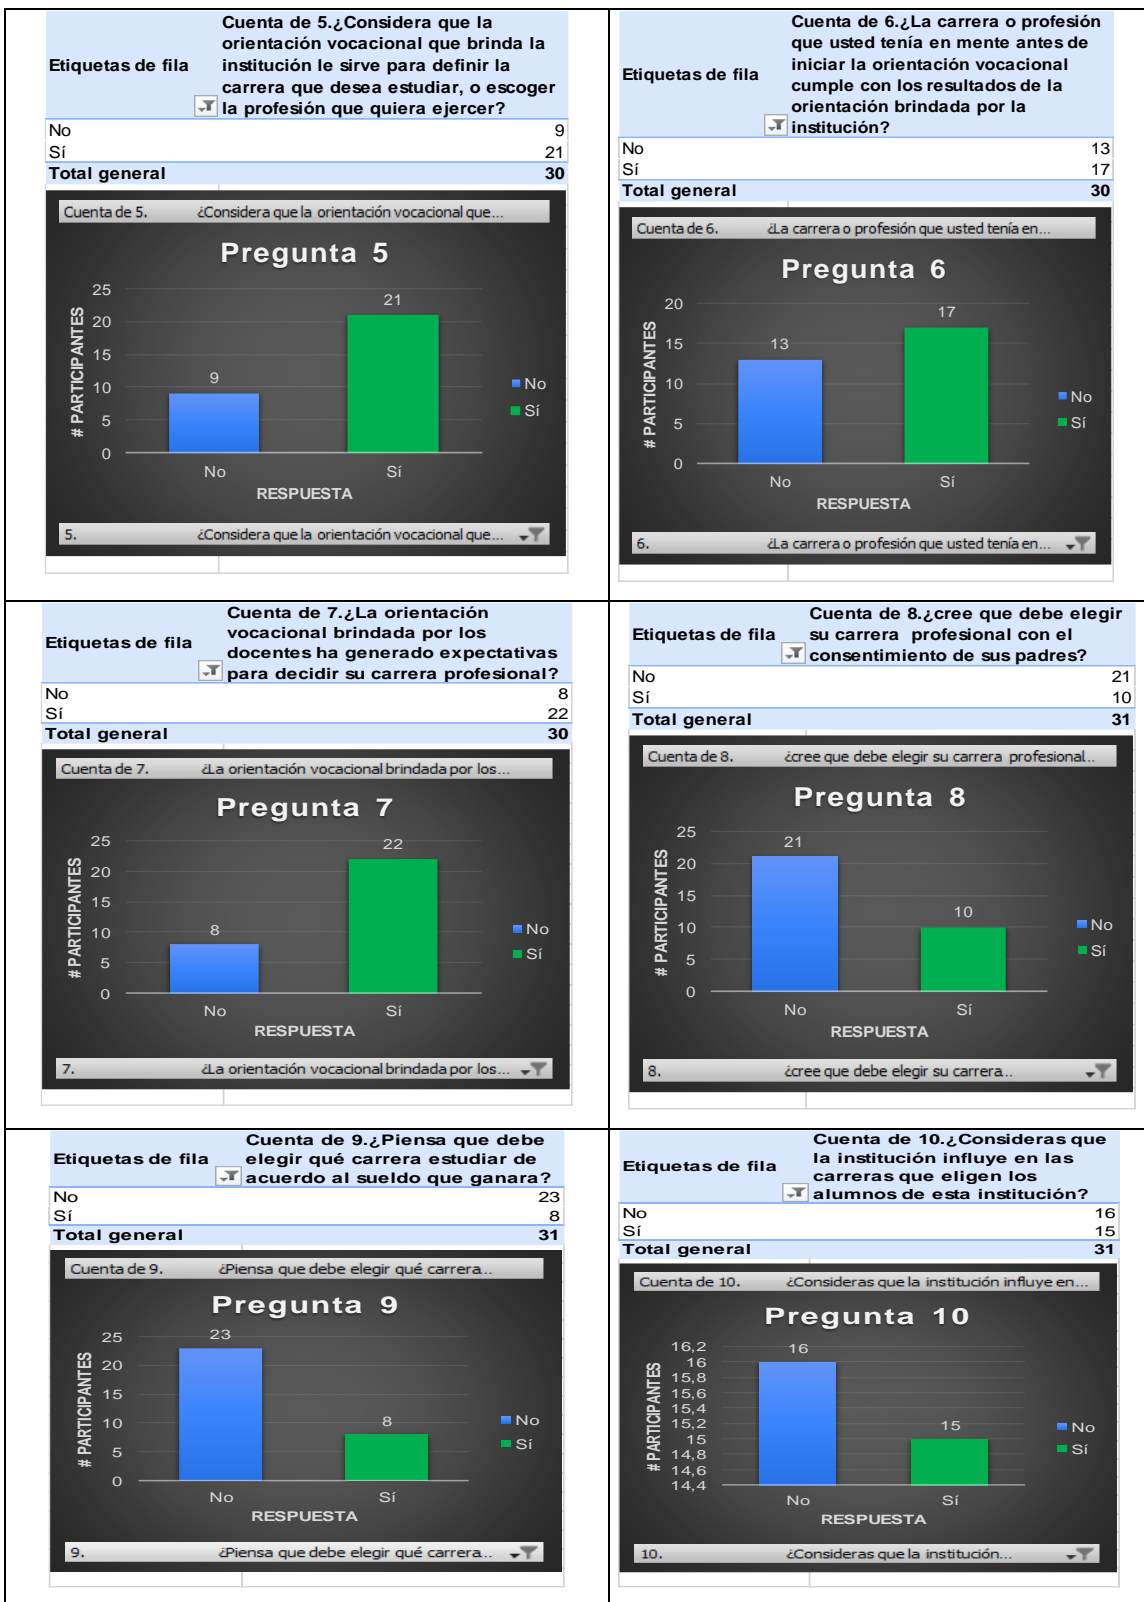 Etiquetas de fila
Cuenta de 5.¿Considera que la
orientación vocacional que brinda la
institución le sirve para definir la
carrera que desea estudiar, o escoger
la profesión que quiera ejercer?
No 9
Sí 21
Total general 30
Cuenta de 5. ¿Considera que la orientación vocacional que...
Pregunta 5
# PARTICIPANTES
25
20
15
10
5
0
9
21
No
Sí
RESPUESTA
No
Sí
5. ¿Considera que la orientación vocacional que...
Etiquetas de fila
Cuenta de 6.¿La carrera o profesión
que usted tenía en mente antes de
iniciar la orientación vocacional
cumple con los resultados de la
orientación brindada por la
institución?
No 13
Sí 17
Total general 30
Cuenta de 6. ¿La carrera o profesión que usted tenía en...
Pregunta 6
# PARTICIPANTES
20
15
10
5
0
13
17
No
Sí
RESPUESTA
No
Sí
6. ¿La carrera o profesión que usted tenía en...
Etiquetas de fila
Cuenta de 7.¿La orientación
vocacional brindada por los
docentes ha generado expectativas
para decidir su carrera profesional?
No 8
Sí 22
Total general 30
Cuenta de 7. ¿La orientación vocacional brindada por los...
Pregunta 7
# PARTICIPANTES
25
20
15
10
5
0
8
22
No
Sí
RESPUESTA
No
Sí
7. ¿La orientación vocacional brindada por los...
Etiquetas de fila
Cuenta de 8.¿cree que debe elegir
su carrera profesional con el
consentimiento de sus padres?
No 21
Sí 10
Total general 31
Cuenta de 8. ¿cree que debe elegir su carrera profesional...
Pregunta 8
# PARTICIPANTES
25
20
15
10
5
0
21
10
No
Sí
RESPUESTA
No
Sí
8. ¿cree que debe elegir su carrera...
Etiquetas de fila
Cuenta de 9.¿Piensa que debe
elegir qué carrera estudiar de
acuerdo al sueldo que ganara?
No 23
Sí 8
Total general 31
Cuenta de 9. ¿Piensa que debe elegir qué carrera...
Pregunta 9
# PARTICIPANTES
25
20
15
10
5
0
23
8
No
Sí
RESPUESTA
No
Sí
9. ¿Piensa que debe elegir qué carrera...
Etiquetas de fila
Cuenta de 10.¿Consideras que
la institución influye en las
carreras que eligen los
alumnos de esta institución?
No 16
Sí 15
Total general 31
Cuenta de 10. ¿Consideras que la institución influye en...
Pregunta 10
# PARTICIPANTES
16,2
16
15,8
15,6
15,4
15,2
15
14,8
14,6
14,4
16
15
No
Sí
RESPUESTA
No
Sí
10. ¿Consideras que la institución...